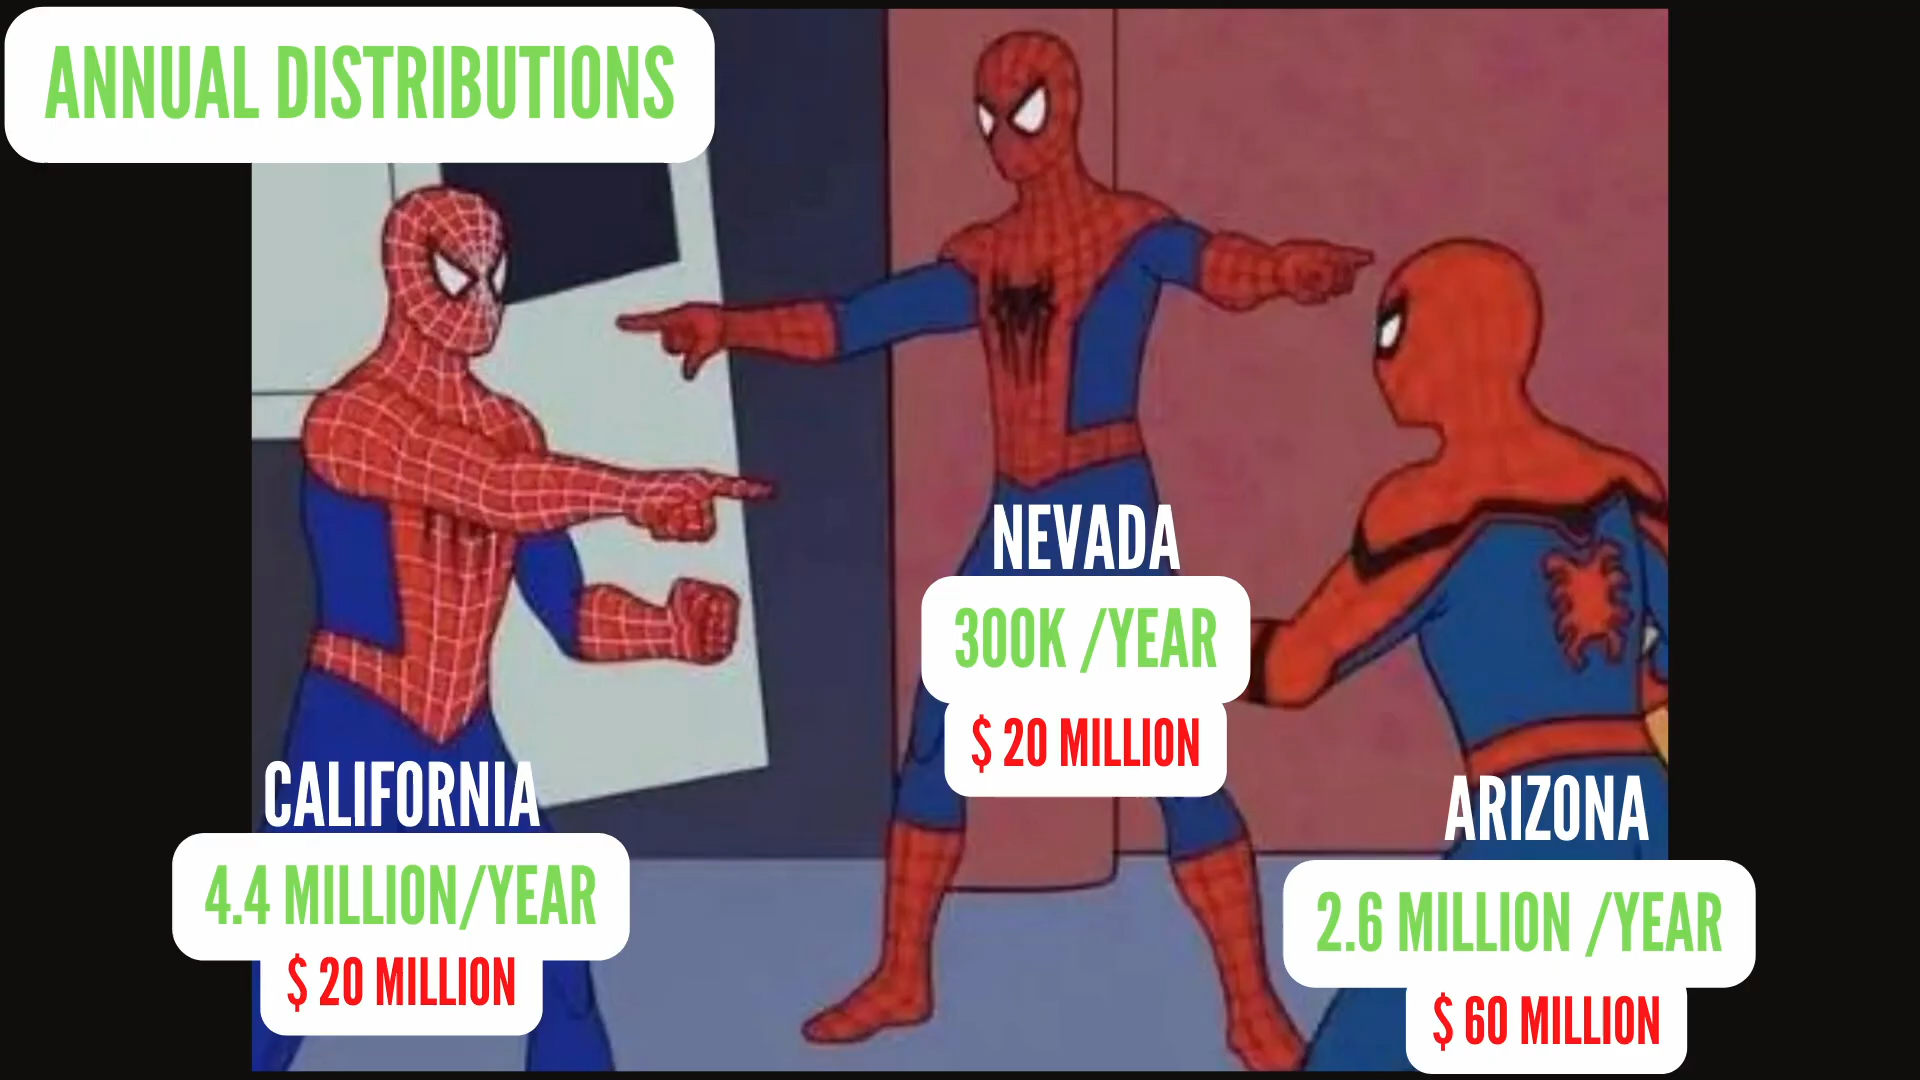 ANNUAL DISTRIBUTIONS
NEVADA
300K /YEAR
$ 20 MILLION
CALIFORNIA
4.4 MILLION/YEAR
$ 20 MILLION
ARIZONA
2.6 MILLION /YEAR
$ 60 MILLION